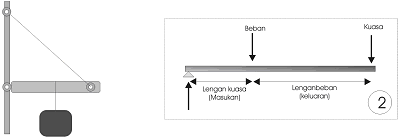 Beban
Kuasa
Lengan kuasa
(Masukan)
Lenganbeban
(keluaran)
2